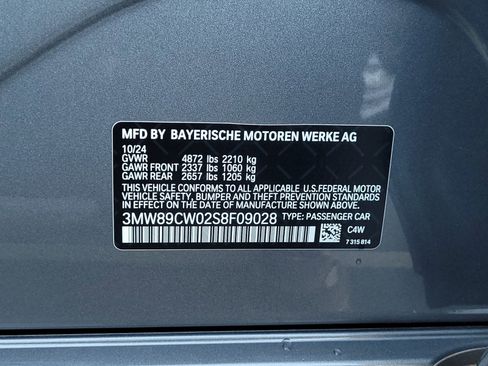 MFD BY BAYERISCHE MOTOREN WERKE AG
10/24
GVWR 4872 lbs 2210 kg
GAWR FRONT 2337 lbs 1060 kg
GAWR REAR 2657 lbs 1205 kg
THIS VEHICLE CONFORMS TO ALL APPLICABLE U.S.FEDERAL MOTOR
VEHICLE SAFETY, BUMPER, AND THEFT PREVENTION STANDARDS
IN EFFECT ON THE DATE OF MANUFACTURE SHOWN ABOVE.
3MW89CW02S8F09028 TYPE: PASSENGER CAR
C4W
7 315 814